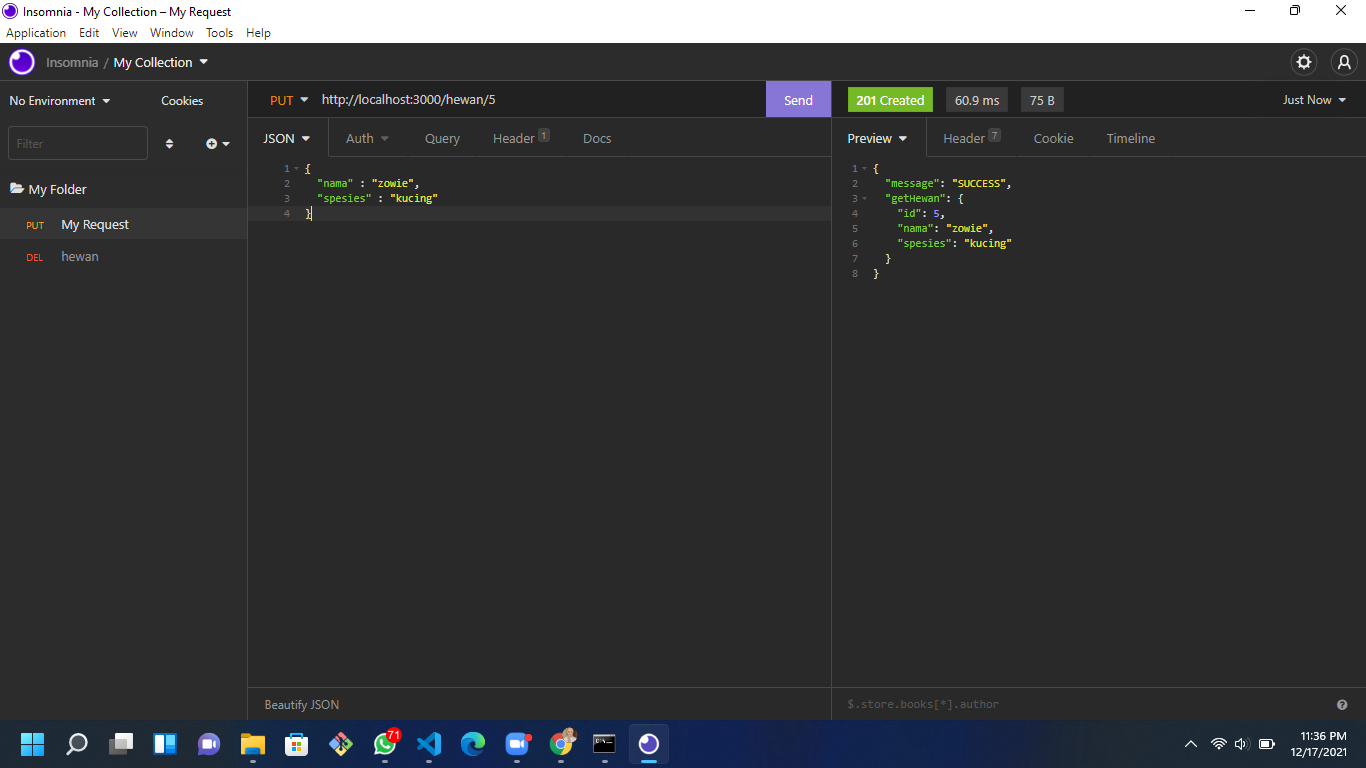 Insomnia - My Collection – My Request
Application Edit View Window Tools Help
Insomnia / My Collection
No Environment Cookies
PUT http://localhost:3000/hewan/5 Send
201 Created 60.9 ms 75 B Just Now
Filter
JSON Auth Query Header 1 Docs
Preview Header 7 Cookie Timeline
My Folder
PUT My Request
DEL hewan
1 {
2 "nama" : "zowie",
3 "spesies" : "kucing"
4 }
1 {
2 "message": "SUCCESS",
3 "getHewan": {
4 "id": 5,
5 "nama": "zowie",
6 "spesies": "kucing"
7 }
8 }
Beautify JSON
$.store.books[*].author
71
11:36 PM
12/17/2021